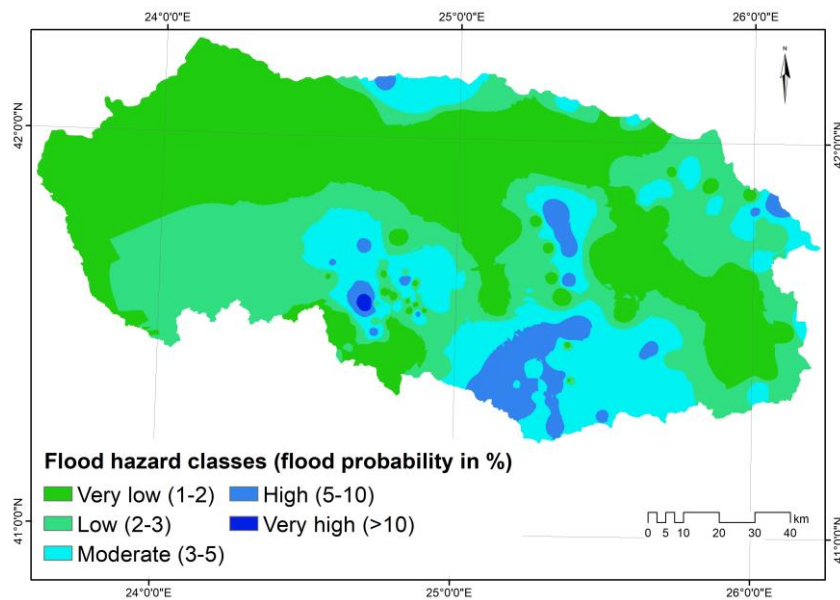 24°0'0"E 25°0'0"E 26°0'0"E
N
42°0'0"N 42°0'0"N
Flood hazard classes (flood probability in %)
Very low (1-2) High (5-10)
Low (2-3) Very high (>10)
Moderate (3-5)
km
0 5 10 20 30 40
41°0'0"N 41°0'0"N
24°0'0"E 25°0'0"E 26°0'0"E